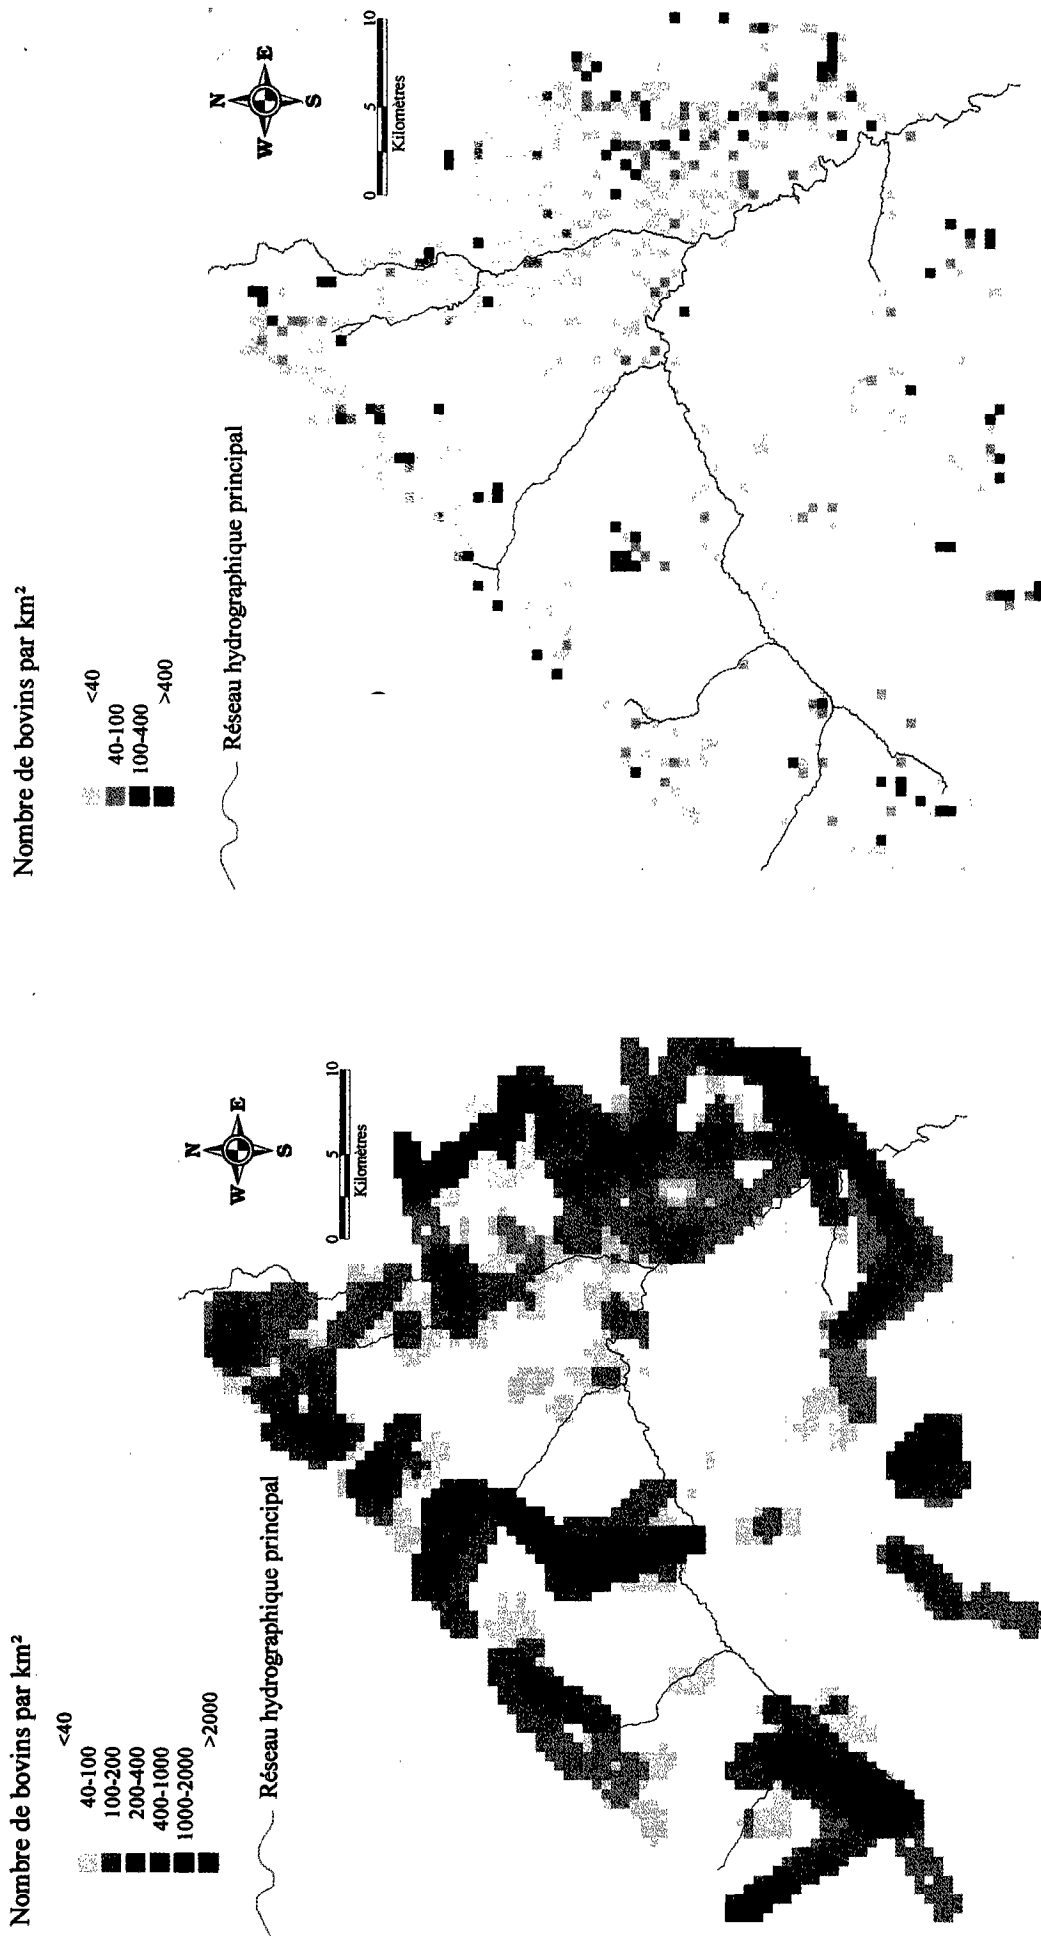 Nombre de bovins par km²
<40
40-100
100-200
200-400
400-1000
1000-2000
>2000
Réseau hydrographique principal
N
W E
S
0 5 10
Kilomètres
Nombre de bovins par km²
<40
40-100
100-400
>400
Réseau hydrographique principal
N
W E
S
0 5 10
Kilomètres